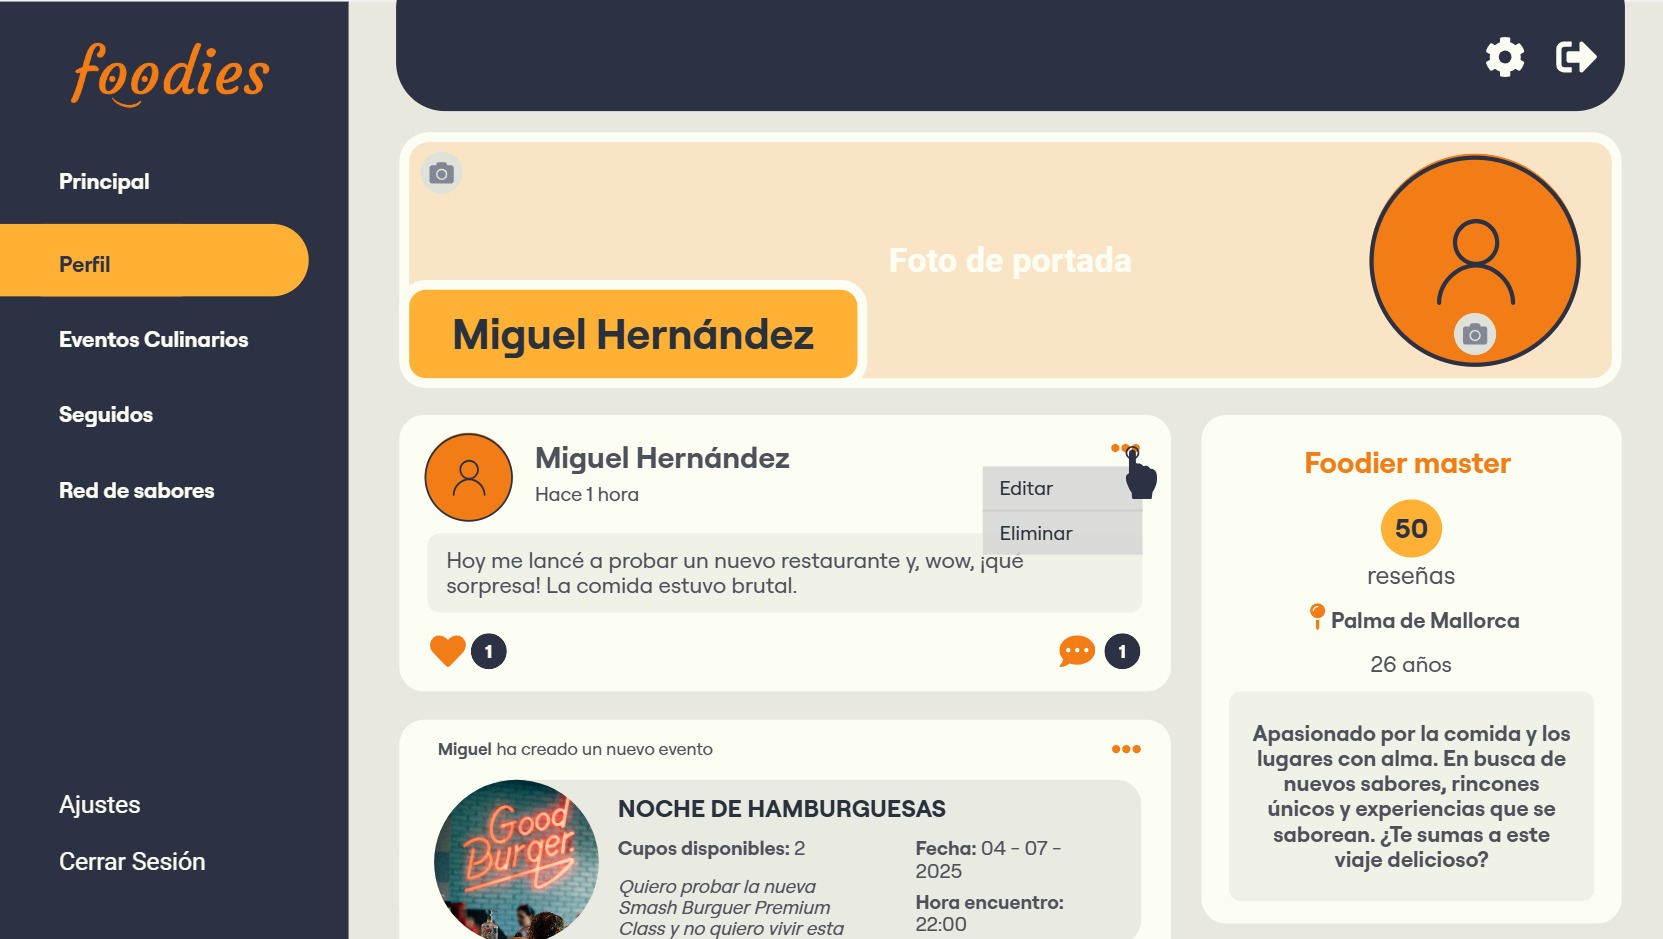 foodies
Principal
Perfil
Eventos Culinarios
Seguidos
Red de sabores
Ajustes
Cerrar Sesión
Foto de portada
Miguel Hernández
Miguel Hernández
Hace 1 hora
Editar
Eliminar
Hoy me lancé a probar un nuevo restaurante y, wow, ¡qué
sorpresa! La comida estuvo brutal.
1
1
Miguel ha creado un nuevo evento
Good
Burger.
NOCHE DE HAMBURGUESAS
Cupos disponibles: 2
Quiero probar la nueva
Smash Burguer Premium
Class y no quiero vivir esta
Fecha: 04 - 07 -
2025
Hora encuentro:
22:00
Foodier master
50
reseñas
Palma de Mallorca
26 años
Apasionado por la comida y los
lugares con alma. En busca de
nuevos sabores, rincones
únicos y experiencias que se
saborean. ¿Te sumas a este
viaje delicioso?